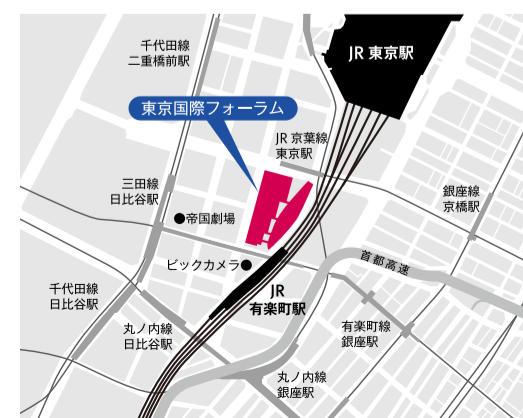 千代田線
二重橋前駅
JR 東京駅
東京国際フォーラム
JR 京葉線
東京駅
三田線
日比谷駅
銀座線
京橋駅
●帝国劇場
ビックカメラ●
首都高速
千代田線
日比谷駅
JR
有楽町駅
丸ノ内線
日比谷駅
有楽町線
銀座駅
丸ノ内線
銀座駅